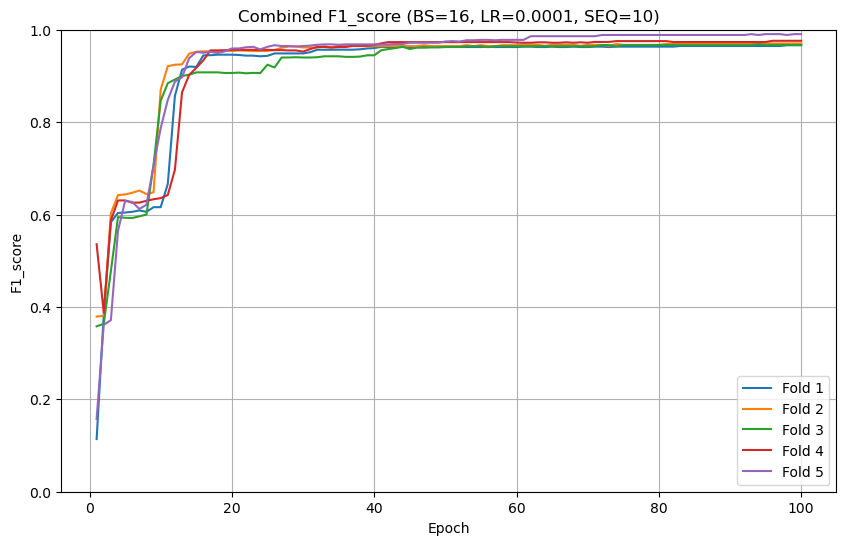 Combined F1_score (BS=16, LR=0.0001, SEQ=10)
1.0
0.8
0.6
0.4
0.2
0.0
F1_score
0 20 40 60 80 100
Epoch
Fold 1
Fold 2
Fold 3
Fold 4
Fold 5